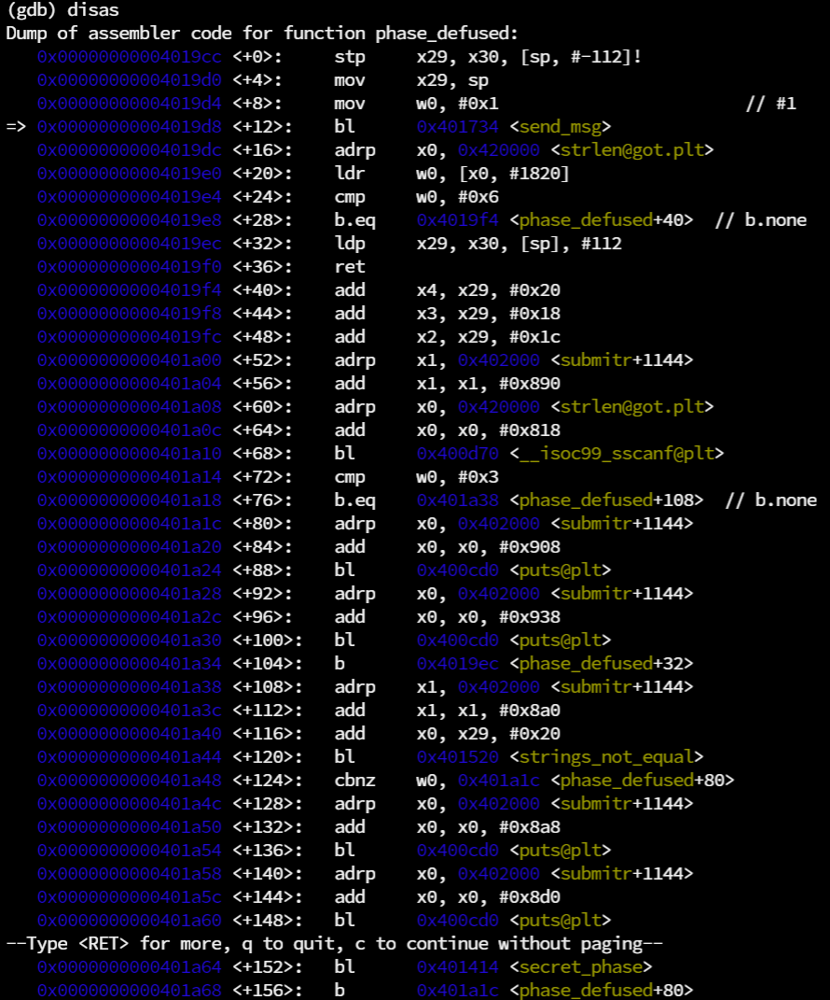 (gdb) disas
Dump of assembler code for function phase_defused:
   0x00000000004019cc <+0>:     stp     x29, x30, [sp, #-112]!
   0x00000000004019d0 <+4>:     mov     x29, sp
   0x00000000004019d4 <+8>:     mov     w0, #0x1                        // #1
=> 0x00000000004019d8 <+12>:    bl      0x401734 <send_msg>
   0x00000000004019dc <+16>:    adrp    x0, 0x420000 <strlen@got.plt>
   0x00000000004019e0 <+20>:    ldr     w0, [x0, #1820]
   0x00000000004019e4 <+24>:    cmp     w0, #0x6
   0x00000000004019e8 <+28>:    b.eq    0x4019f4 <phase_defused+40>  // b.none
   0x00000000004019ec <+32>:    ldp     x29, x30, [sp], #112
   0x00000000004019f0 <+36>:    ret
   0x00000000004019f4 <+40>:    add     x4, x29, #0x20
   0x00000000004019f8 <+44>:    add     x3, x29, #0x18
   0x00000000004019fc <+48>:    add     x2, x29, #0x1c
   0x0000000000401a00 <+52>:    adrp    x1, 0x402000 <submitr+1144>
   0x0000000000401a04 <+56>:    add     x1, x1, #0x890
   0x0000000000401a08 <+60>:    adrp    x0, 0x420000 <strlen@got.plt>
   0x0000000000401a0c <+64>:    add     x0, x0, #0x818
   0x0000000000401a10 <+68>:    bl      0x400d70 <__isoc99_sscanf@plt>
   0x0000000000401a14 <+72>:    cmp     w0, #0x3
   0x0000000000401a18 <+76>:    b.eq    0x401a38 <phase_defused+108>  // b.none
   0x0000000000401a1c <+80>:    adrp    x0, 0x402000 <submitr+1144>
   0x0000000000401a20 <+84>:    add     x0, x0, #0x908
   0x0000000000401a24 <+88>:    bl      0x400cd0 <puts@plt>
   0x0000000000401a28 <+92>:    adrp    x0, 0x402000 <submitr+1144>
   0x0000000000401a2c <+96>:    add     x0, x0, #0x938
   0x0000000000401a30 <+100>:   bl      0x400cd0 <puts@plt>
   0x0000000000401a34 <+104>:   b       0x4019ec <phase_defused+32>
   0x0000000000401a38 <+108>:   adrp    x1, 0x402000 <submitr+1144>
   0x0000000000401a3c <+112>:   add     x1, x1, #0x8a0
   0x0000000000401a40 <+116>:   add     x0, x29, #0x20
   0x0000000000401a44 <+120>:   bl      0x401520 <strings_not_equal>
   0x0000000000401a48 <+124>:   cbnz    w0, 0x401a1c <phase_defused+80>
   0x0000000000401a4c <+128>:   adrp    x0, 0x402000 <submitr+1144>
   0x0000000000401a50 <+132>:   add     x0, x0, #0x8a8
   0x0000000000401a54 <+136>:   bl      0x400cd0 <puts@plt>
   0x0000000000401a58 <+140>:   adrp    x0, 0x402000 <submitr+1144>
   0x0000000000401a5c <+144>:   add     x0, x0, #0x8d0
   0x0000000000401a60 <+148>:   bl      0x400cd0 <puts@plt>
--Type <RET> for more, q to quit, c to continue without paging--
   0x0000000000401a64 <+152>:   bl      0x401414 <secret_phase>
   0x0000000000401a68 <+156>:   b       0x401a1c <phase_defused+80>